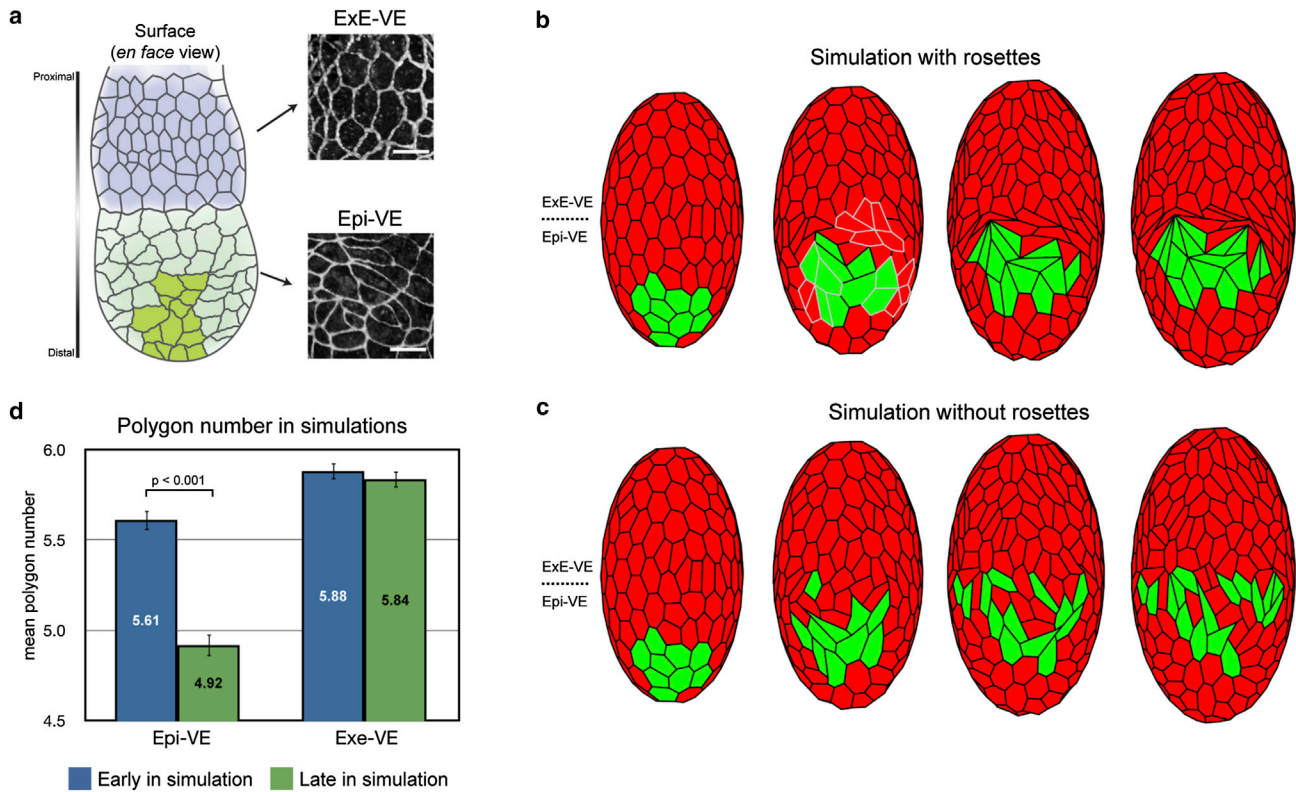 a
Surface
(en face view)
Proximal
Distal
ExE-VE
Epi-VE
b
Simulation with rosettes
ExE-VE
Epi-VE
c
Simulation without rosettes
ExE-VE
Epi-VE
d
Polygon number in simulations
mean polygon number
6.0
5.5
5.0
4.5
p < 0.001
5.61
4.92
5.88
5.84
Epi-VE
Exe-VE
Early in simulation
Late in simulation